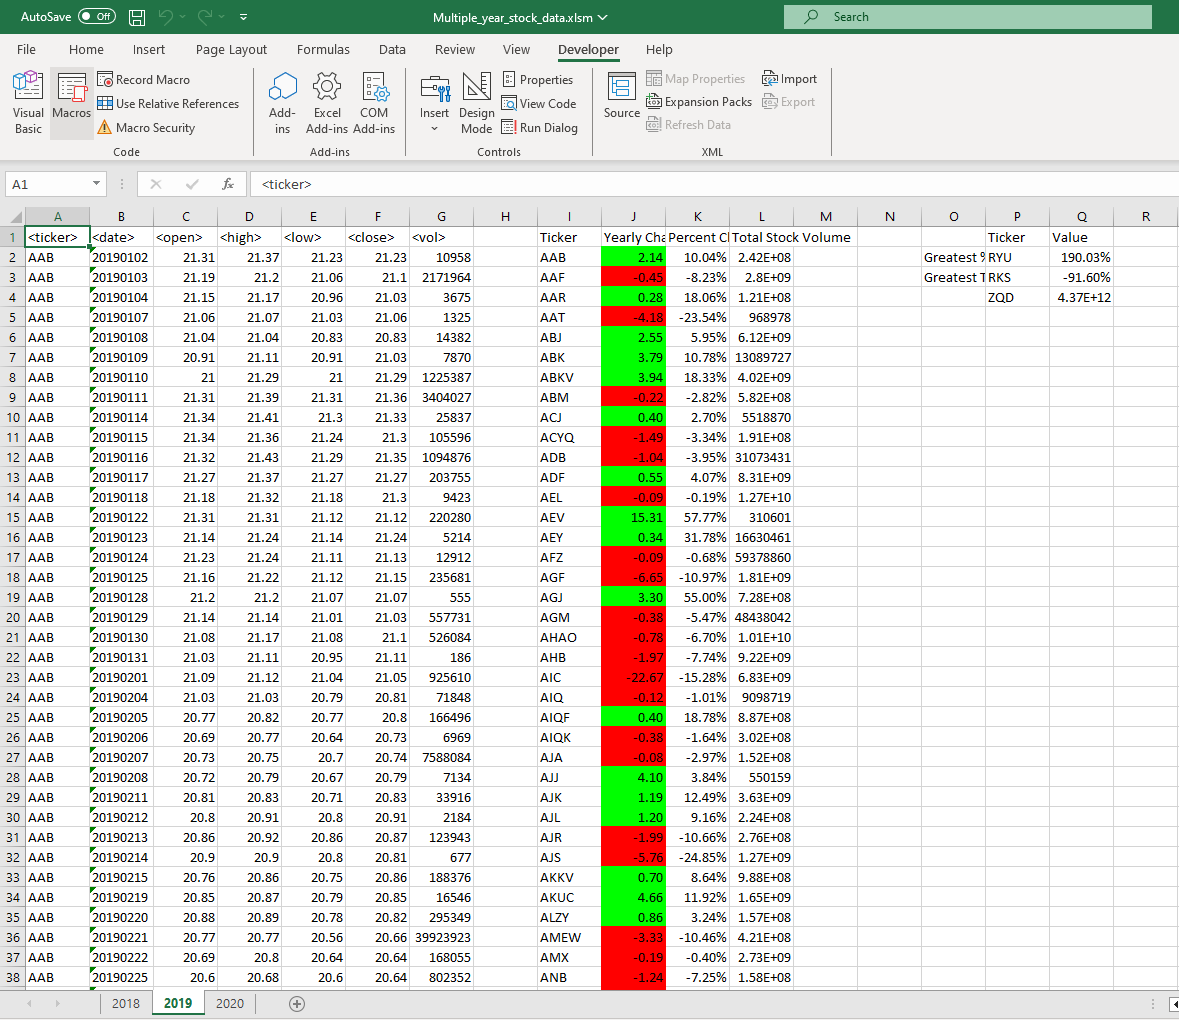 AutoSave Off Multiple_year_stock_data.xlsm Search
File Home Insert Page Layout Formulas Data Review View Developer Help
Visual Basic
Macros
Record Macro
Use Relative References
Macro Security
Code
Add-ins
Excel Add-ins
COM Add-ins
Add-ins
Insert
Design Mode
Properties
View Code
Run Dialog
Controls
Source
Map Properties
Expansion Packs
Refresh Data
Import
Export
XML
A1 fx <ticker>
A B C D E F G H I J K L M N O P Q R
1 <ticker> <date> <open> <high> <low> <close> <vol> Ticker Yearly Cha Percent Cl Total Stock Volume Ticker Value
2 AAB 20190102 21.31 21.37 21.23 21.23 10958 AAB 2.14 10.04% 2.42E+08 Greatest % RYU 190.03%
3 AAB 20190103 21.19 21.2 21.06 21.1 2171964 AAF -0.45 -8.23% 2.8E+09 Greatest T RKS -91.60%
4 AAB 20190104 21.15 21.17 20.96 21.03 3675 AAR 0.28 18.06% 1.21E+08 ZQD 4.37E+12
5 AAB 20190107 21.06 21.07 21.03 21.06 1325 AAT -4.18 -23.54% 968978
6 AAB 20190108 21.04 21.04 20.83 20.83 14382 ABJ 2.55 5.95% 6.12E+09
7 AAB 20190109 20.91 21.11 20.91 21.03 7870 ABK 3.79 10.78% 13089727
8 AAB 20190110 21 21.29 21 21.29 1225387 ABKV 3.94 18.33% 4.02E+09
9 AAB 20190111 21.31 21.39 21.31 21.36 3404027 ABM -0.22 -2.82% 5.82E+08
10 AAB 20190114 21.34 21.41 21.3 21.33 25837 ACJ 0.40 2.70% 5518870
11 AAB 20190115 21.34 21.36 21.24 21.3 105596 ACYQ -1.49 -3.34% 1.91E+08
12 AAB 20190116 21.32 21.43 21.29 21.35 1094876 ADB -1.04 -3.95% 31073431
13 AAB 20190117 21.27 21.37 21.27 21.27 203755 ADF 0.55 4.07% 8.31E+09
14 AAB 20190118 21.18 21.32 21.18 21.3 9423 AEL -0.09 -0.19% 1.27E+10
15 AAB 20190122 21.31 21.31 21.12 21.12 220280 AEV 15.31 57.77% 310601
16 AAB 20190123 21.14 21.24 21.14 21.24 5214 AEY 0.34 31.78% 16630461
17 AAB 20190124 21.23 21.24 21.11 21.13 12912 AFZ -0.09 -0.68% 59378860
18 AAB 20190125 21.16 21.22 21.12 21.15 235681 AGF -6.65 -10.97% 1.81E+09
19 AAB 20190128 21.2 21.2 21.07 21.07 555 AGJ 3.30 55.00% 7.28E+08
20 AAB 20190129 21.14 21.14 21.01 21.03 557731 AGM -0.38 -5.47% 48438042
21 AAB 20190130 21.08 21.17 21.08 21.1 526084 AHAO -0.78 -6.70% 1.01E+10
22 AAB 20190131 21.03 21.11 20.95 21.11 186 AHB -1.97 -7.74% 9.22E+09
23 AAB 20190201 21.09 21.12 21.04 21.05 925610 AIC -22.67 -15.28% 6.83E+09
24 AAB 20190204 21.03 21.03 20.79 20.81 71848 AIQ -0.12 -1.01% 9098719
25 AAB 20190205 20.77 20.82 20.77 20.8 166496 AIQF 0.40 18.78% 8.87E+08
26 AAB 20190206 20.69 20.77 20.64 20.73 6969 AIQK -0.38 -1.64% 3.02E+08
27 AAB 20190207 20.73 20.75 20.7 20.74 7588084 AJA -0.08 -2.97% 1.52E+08
28 AAB 20190208 20.72 20.79 20.67 20.79 7134 AJJ 4.10 3.84% 550159
29 AAB 20190211 20.81 20.83 20.71 20.83 33916 AJK 1.19 12.49% 3.63E+09
30 AAB 20190212 20.8 20.91 20.8 20.91 2184 AJL 1.20 9.16% 2.24E+08
31 AAB 20190213 20.86 20.92 20.86 20.87 123943 AJR -1.99 -10.66% 2.76E+08
32 AAB 20190214 20.9 20.9 20.8 20.81 677 AJS -5.76 -24.85% 1.27E+09
33 AAB 20190215 20.76 20.86 20.75 20.86 188376 AKKV 0.70 8.64% 9.88E+08
34 AAB 20190219 20.85 20.87 20.79 20.85 16546 AKUC 4.66 11.92% 1.65E+09
35 AAB 20190220 20.88 20.89 20.78 20.82 295349 ALZY 0.86 3.24% 1.57E+08
36 AAB 20190221 20.77 20.77 20.56 20.66 39923923 AMEW -3.33 -10.46% 4.21E+08
37 AAB 20190222 20.69 20.8 20.64 20.64 168055 AMX -0.19 -0.40% 2.73E+09
38 AAB 20190225 20.6 20.68 20.6 20.64 802352 ANB -1.24 -7.25% 1.58E+08
2018 2019 2020